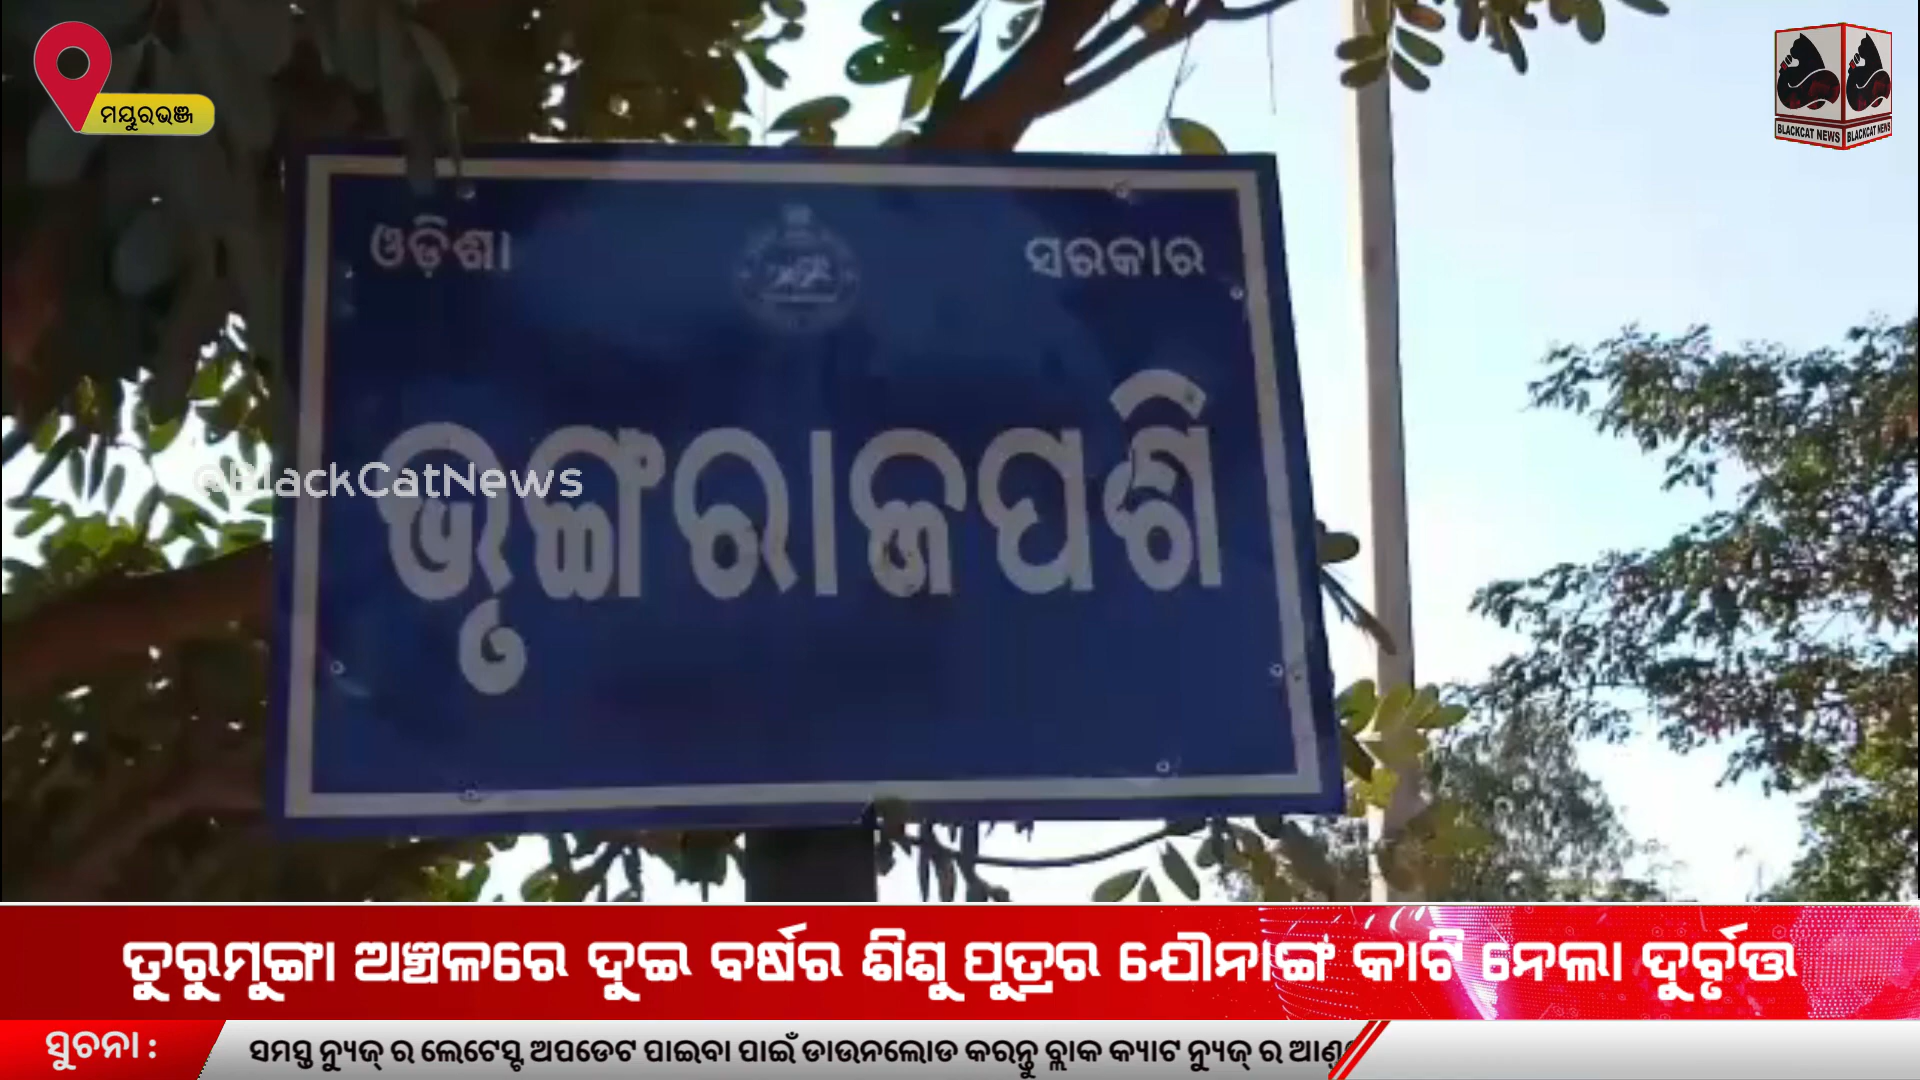 ମୟୁରଭଞ୍ଜ
BLACKCAT NEWS BLACKCAT NEWS
ଓଡ଼ିଶା ସରକାର
ଭୃଙ୍ଗରାଜପଶି
@BlackCatNews
ତୁରୁମୁଙ୍ଗା ଅଞ୍ଚଳରେ ଦୁଇ ବର୍ଷର ଶିଶୁ ପୁତ୍ରର ଯୌନାଙ୍ଗ କାଟି ନେଲା ଦୁର୍ବୃତ୍ତ
ସୁଚନା :
ସମସ୍ତ ନ୍ୟୁଜ୍ ର ଲେଟେସ୍ଟ ଅପଡେଟ ପାଇବା ପାଇଁ ଡାଉନଲୋଡ କରନ୍ତୁ ବ୍ଲାକ କ୍ୟାଟ ନ୍ୟୁଜ୍ ର